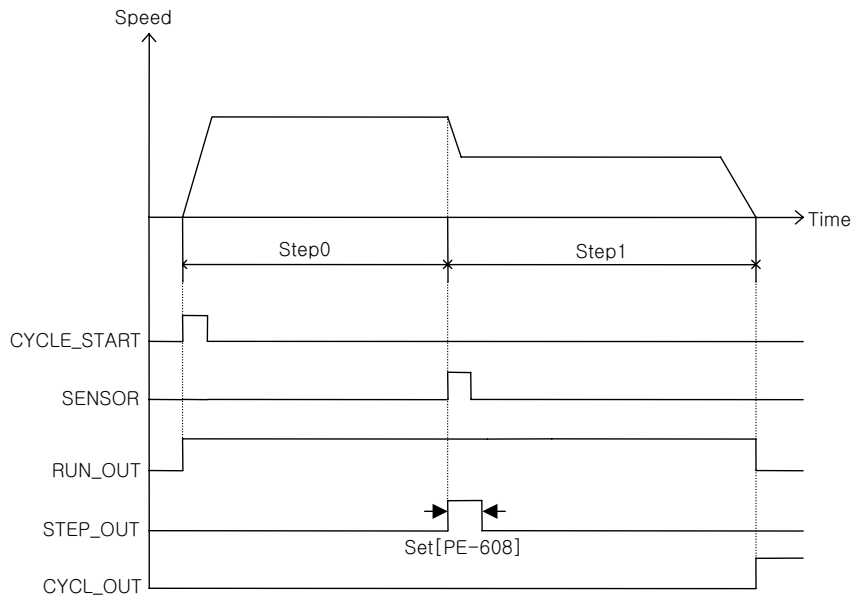 Speed
Time
Step0
Step1
CYCLE_START
SENSOR
RUN_OUT
STEP_OUT
Set[PE-608]
CYCL_OUT